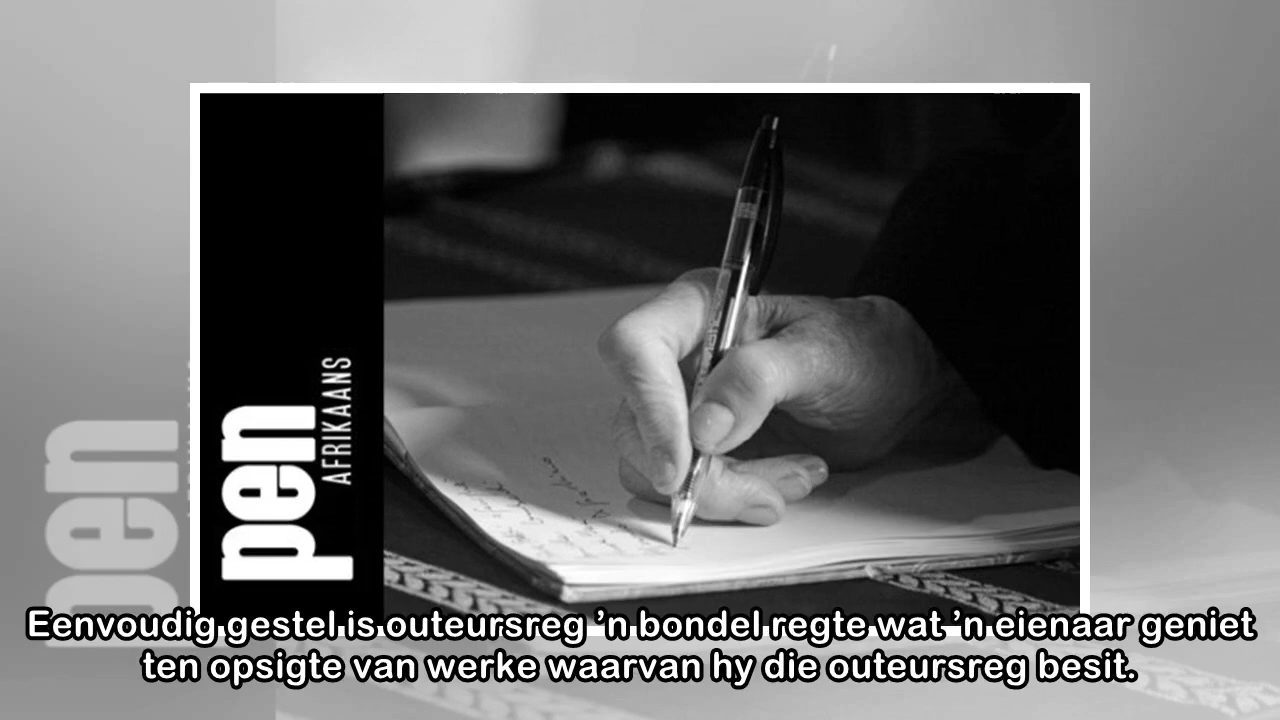 pen
AFRIKAANS
pen
Eenvoudig gestel is outeursreg ’n bondel regte wat ’n eienaar geniet
ten opsigte van werke waarvan hy die outeursreg besit.